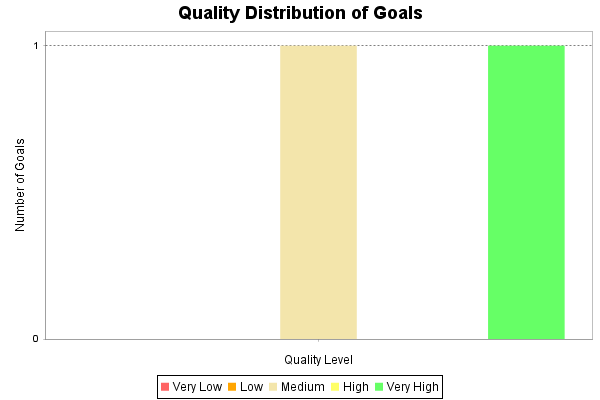 Quality Distribution of Goals
1
Number of Goals
0
Quality Level
Very Low Low Medium High Very High